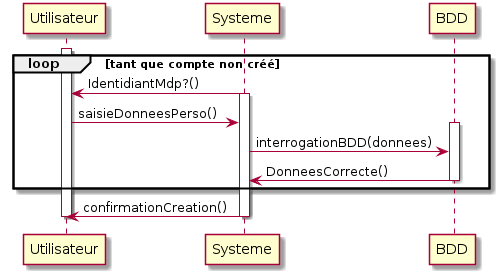 Utilisateur Systeme BDD
loop [tant que compte non créé]
IdentidiantMdp?()
saisieDonneesPerso()
interrogationBDD(donnees)
DonneesCorrecte()
confirmationCreation()
Utilisateur Systeme BDD